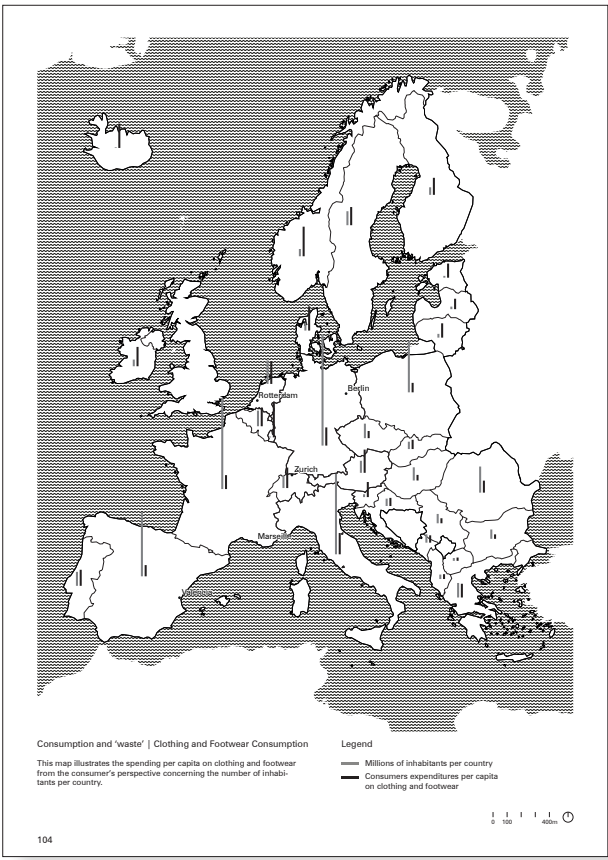 Berlin
Rotterdam
Zurich
Marseille
Valencia
Consumption and ‘waste’ | Clothing and Footwear Consumption
This map illustrates the spending per capita on clothing and footwear
from the consumer’s perspective concerning the number of inhabi-
tants per country.
Legend
Millions of inhabitants per country
Consumers expenditures per capita
on clothing and footwear
0 100 400m
104